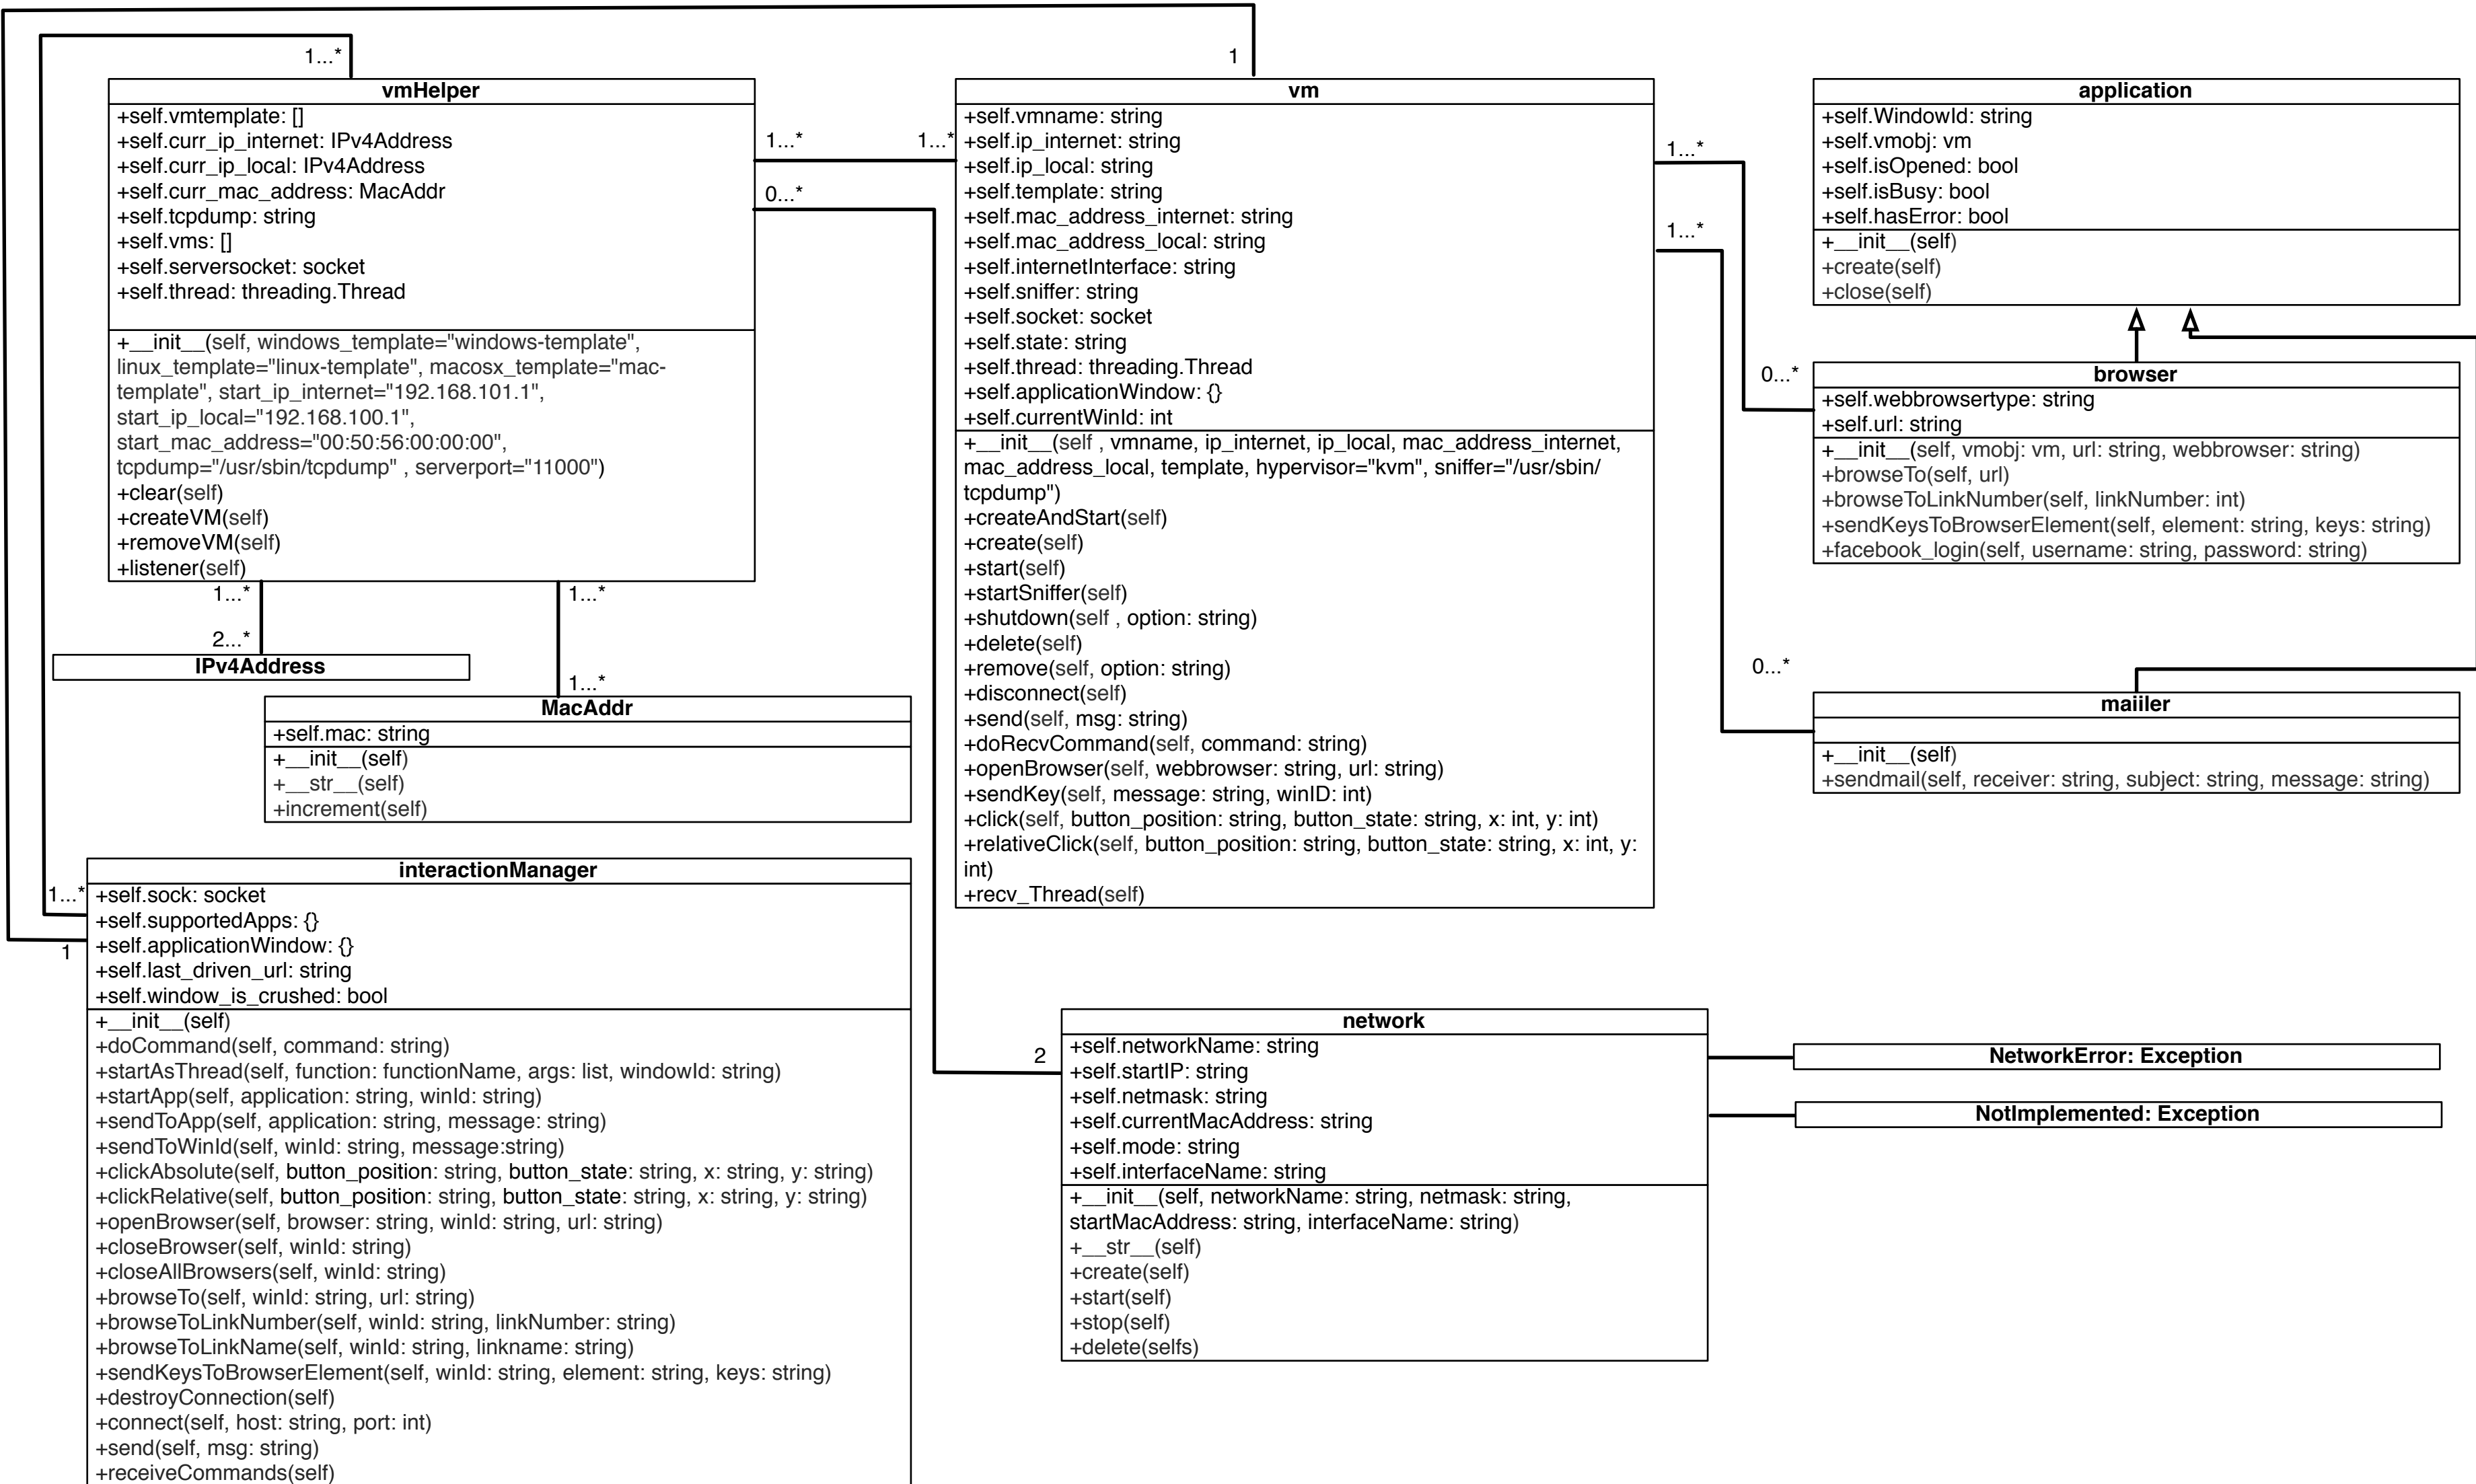 1...*
1
vmHelper
+self.vmtemplate: []
+self.curr_ip_internet: IPv4Address
+self.curr_ip_local: IPv4Address
+self.curr_mac_address: MacAddr
+self.tcpdump: string
+self.vms: []
+self.serversocket: socket
+self.thread: threading.Thread
+__init__(self, windows_template="windows-template",
linux_template="linux-template", macosx_template="mac-
template", start_ip_internet="192.168.101.1",
start_ip_local="192.168.100.1",
start_mac_address="00:50:56:00:00:00",
tcpdump="/usr/sbin/tcpdump" , serverport="11000")
+clear(self)
+createVM(self)
+removeVM(self)
+listener(self)
1...*
1...*
0...*
1...*
2...*
1...*
1...*
IPv4Address
MacAddr
+self.mac: string
+__init__(self)
+__str__(self)
+increment(self)
vm
+self.vmname: string
+self.ip_internet: string
+self.ip_local: string
+self.template: string
+self.mac_address_internet: string
+self.mac_address_local: string
+self.internetInterface: string
+self.sniffer: string
+self.socket: socket
+self.state: string
+self.thread: threading.Thread
+self.applicationWindow: {}
+self.currentWinId: int
+__init__(self , vmname, ip_internet, ip_local, mac_address_internet,
mac_address_local, template, hypervisor="kvm", sniffer="/usr/sbin/
tcpdump")
+createAndStart(self)
+create(self)
+start(self)
+startSniffer(self)
+shutdown(self , option: string)
+delete(self)
+remove(self, option: string)
+disconnect(self)
+send(self, msg: string)
+doRecvCommand(self, command: string)
+openBrowser(self, webbrowser: string, url: string)
+sendKey(self, message: string, winID: int)
+click(self, button_position: string, button_state: string, x: int, y: int)
+relativeClick(self, button_position: string, button_state: string, x: int, y:
int)
+recv_Thread(self)
1...*
1...*
0...*
0...*
application
+self.WindowId: string
+self.vmobj: vm
+self.isOpened: bool
+self.isBusy: bool
+self.hasError: bool
+__init__(self)
+create(self)
+close(self)
browser
+self.webbrowsertype: string
+self.url: string
+__init__(self, vmobj: vm, url: string, webbrowser: string)
+browseTo(self, url)
+browseToLinkNumber(self, linkNumber: int)
+sendKeysToBrowserElement(self, element: string, keys: string)
+facebook_login(self, username: string, password: string)
maiiler
+__init__(self)
+sendmail(self, receiver: string, subject: string, message: string)
1...*
1
interactionManager
+self.sock: socket
+self.supportedApps: {}
+self.applicationWindow: {}
+self.last_driven_url: string
+self.window_is_crushed: bool
+__init__(self)
+doCommand(self, command: string)
+startAsThread(self, function: functionName, args: list, windowId: string)
+startApp(self, application: string, winId: string)
+sendToApp(self, application: string, message: string)
+sendToWinId(self, winId: string, message:string)
+clickAbsolute(self, button_position: string, button_state: string, x: string, y: string)
+clickRelative(self, button_position: string, button_state: string, x: string, y: string)
+openBrowser(self, browser: string, winId: string, url: string)
+closeBrowser(self, winId: string)
+closeAllBrowsers(self, winId: string)
+browseTo(self, winId: string, url: string)
+browseToLinkNumber(self, winId: string, linkNumber: string)
+browseToLinkName(self, winId: string, linkname: string)
+sendKeysToBrowserElement(self, winId: string, element: string, keys: string)
+destroyConnection(self)
+connect(self, host: string, port: int)
+send(self, msg: string)
+receiveCommands(self)
2
network
+self.networkName: string
+self.startIP: string
+self.netmask: string
+self.currentMacAddress: string
+self.mode: string
+self.interfaceName: string
+__init__(self, networkName: string, netmask: string,
startMacAddress: string, interfaceName: string)
+__str__(self)
+create(self)
+start(self)
+stop(self)
+delete(selfs)
NetworkError: Exception
NotImplemented: Exception